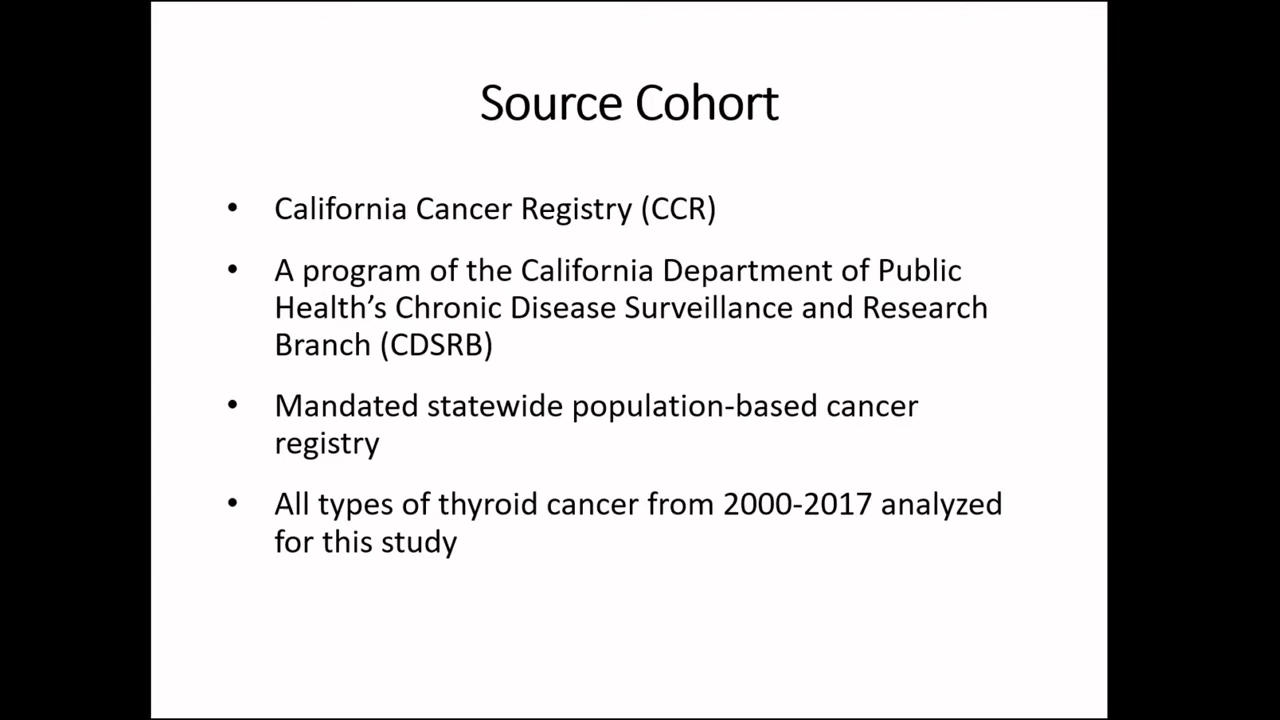 Source Cohort
• California Cancer Registry (CCR)
• A program of the California Department of Public
Health’s Chronic Disease Surveillance and Research
Branch (CDSRB)
• Mandated statewide population-based cancer
registry
• All types of thyroid cancer from 2000-2017 analyzed
for this study